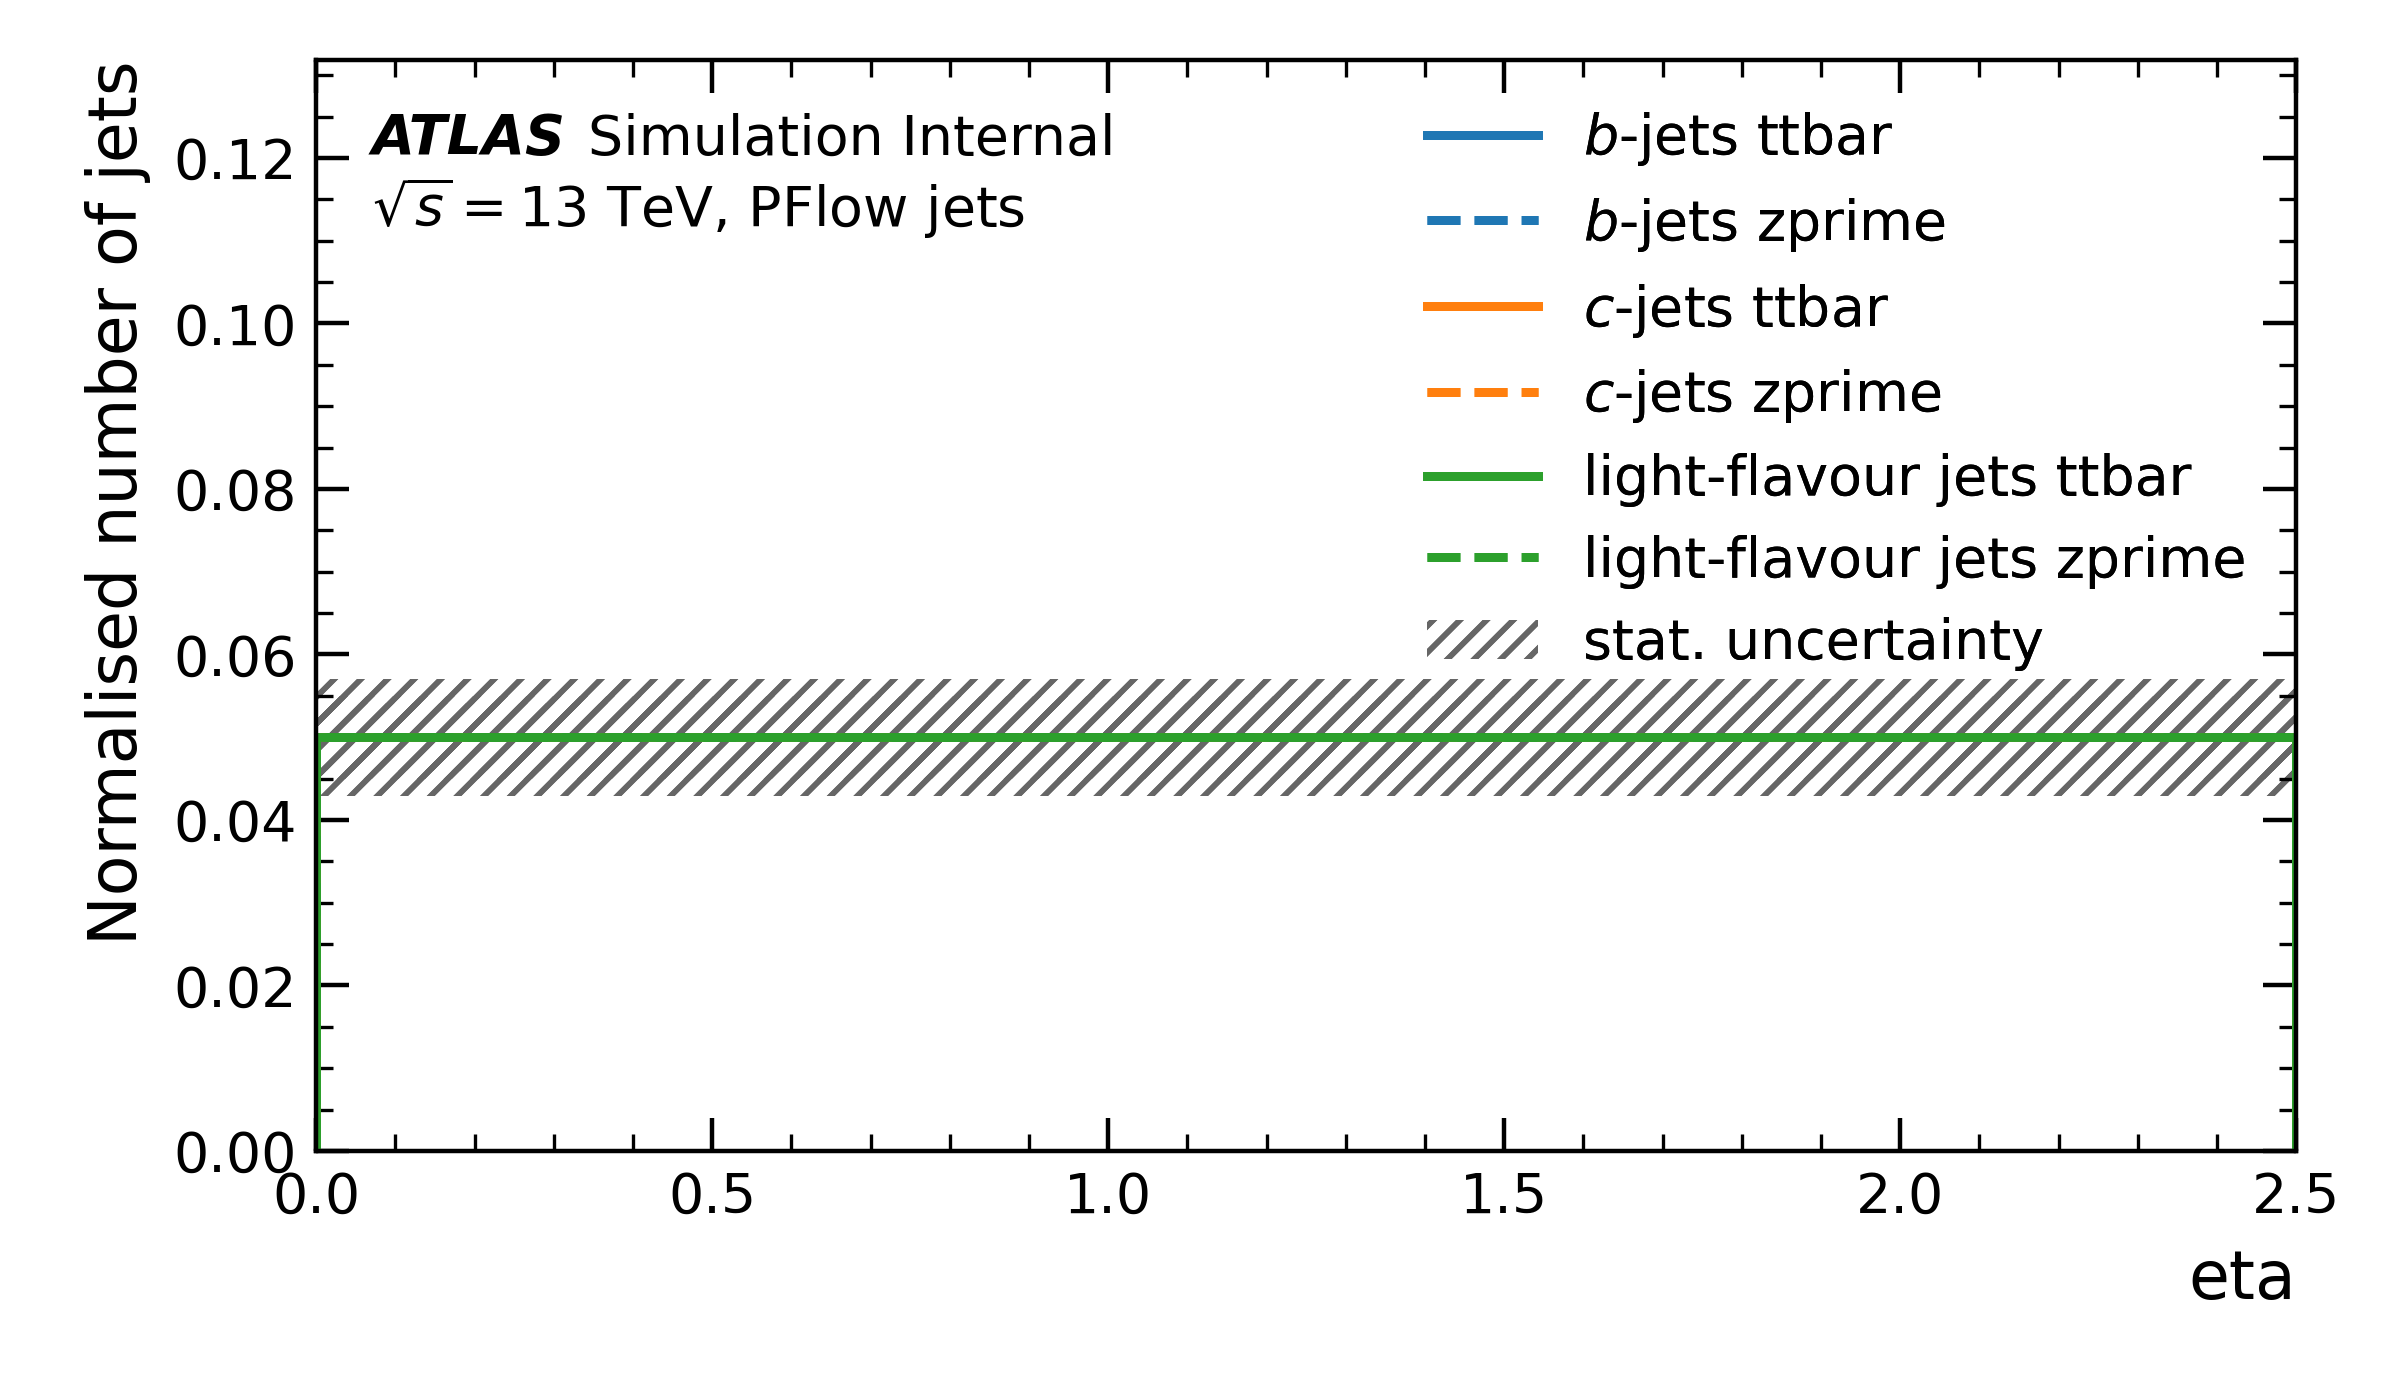 Normalised number of jets
ATLAS Simulation Internal
√s = 13 TeV, PFlow jets
b-jets ttbar
b-jets zprime
c-jets ttbar
c-jets zprime
light-flavour jets ttbar
light-flavour jets zprime
stat. uncertainty
0.12
0.10
0.08
0.06
0.04
0.02
0.00
0.0 0.5 1.0 1.5 2.0 2.5
eta